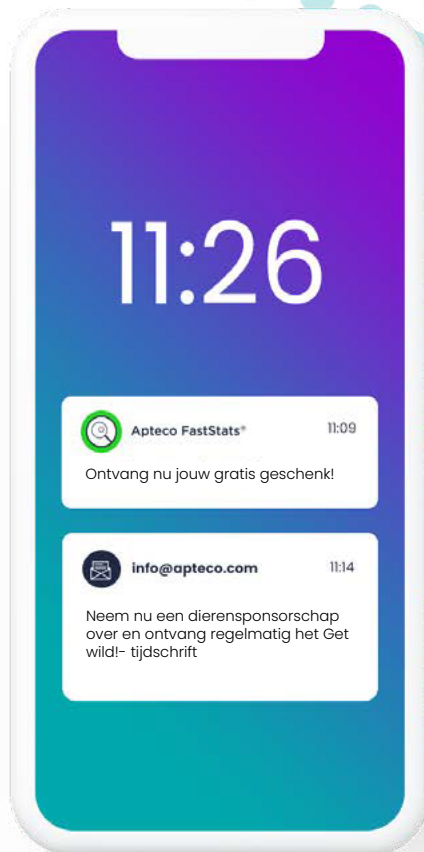 11:26
Apteco FastStats® 11:09
Ontvang nu jouw gratis geschenk!
info@apteco.com 11:14
Neem nu een dierensponsorschap
over en ontvang regelmatig het Get
wild!- tijdschrift